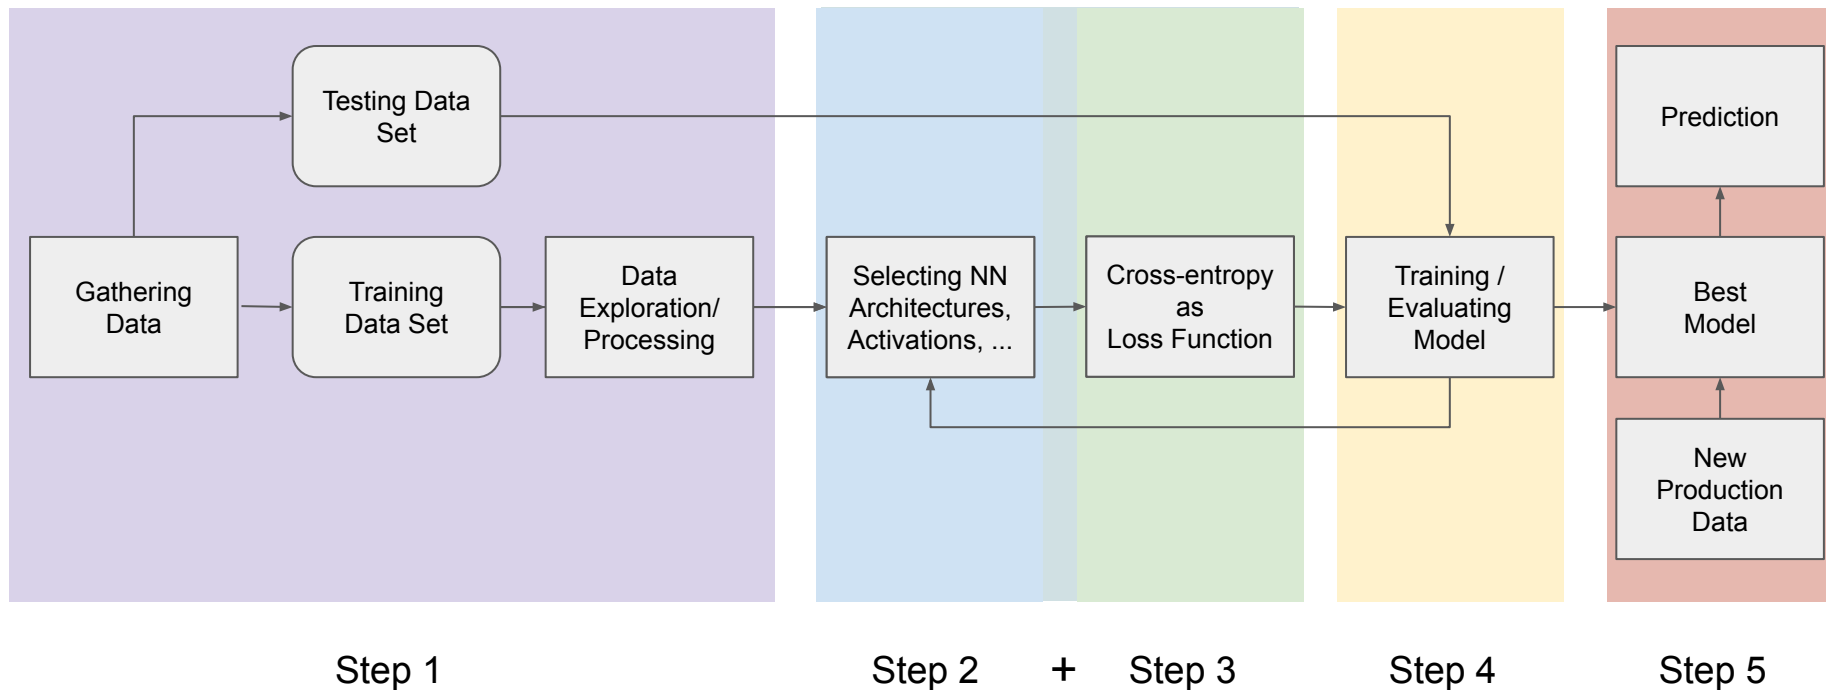 Testing Data
Set
Prediction
Gathering
Data
Training
Data Set
Data
Exploration/
Processing
Selecting NN
Architectures,
Activations, ...
Cross-entropy
as
Loss Function
Training /
Evaluating
Model
Best
Model
New
Production
Data
Step 1
Step 2
+
Step 3
Step 4
Step 5